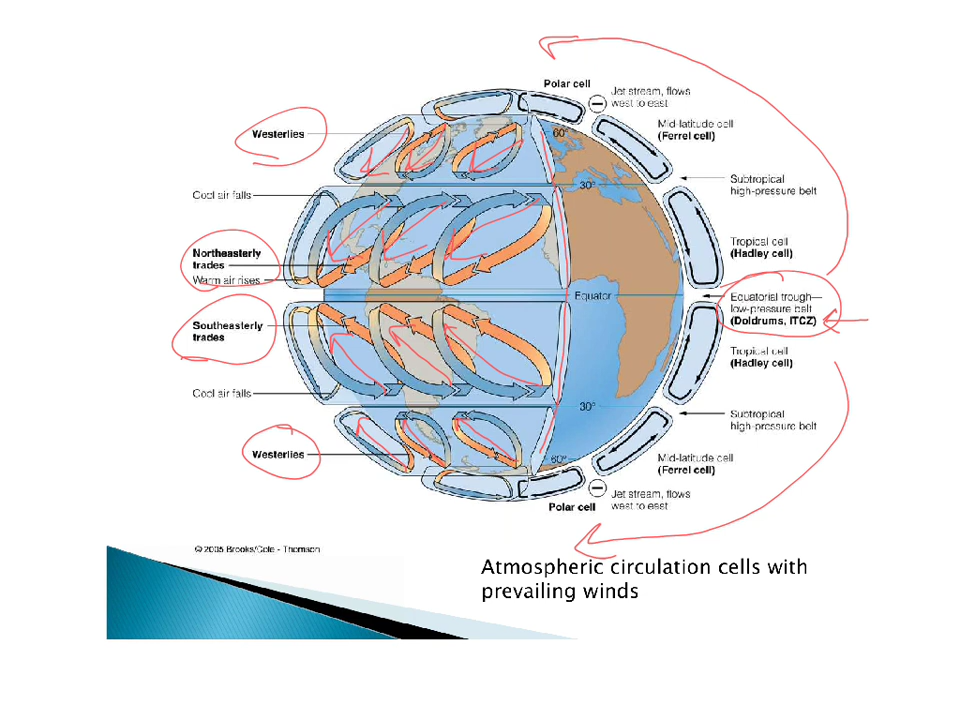 Polar cell
Jet stream, flows
west to east
Westerlies
60°
Mid-latitude cell
(Ferrel cell)
Cool air falls
30°
Subtropical
high-pressure belt
Northeasterly
trades
Warm air rises
Tropical cell
(Hadley cell)
Equator
Equatorial trough—
low-pressure belt
(Doldrums, ITCZ)
Southeasterly
trades
Tropical cell
(Hadley cell)
Cool air falls
30°
Subtropical
high-pressure belt
Westerlies
60°
Mid-latitude cell
(Ferrel cell)
Polar cell
Jet stream, flows
west to east
© 2005 Brooks/Cole - Thomson
Atmospheric circulation cells with
prevailing winds